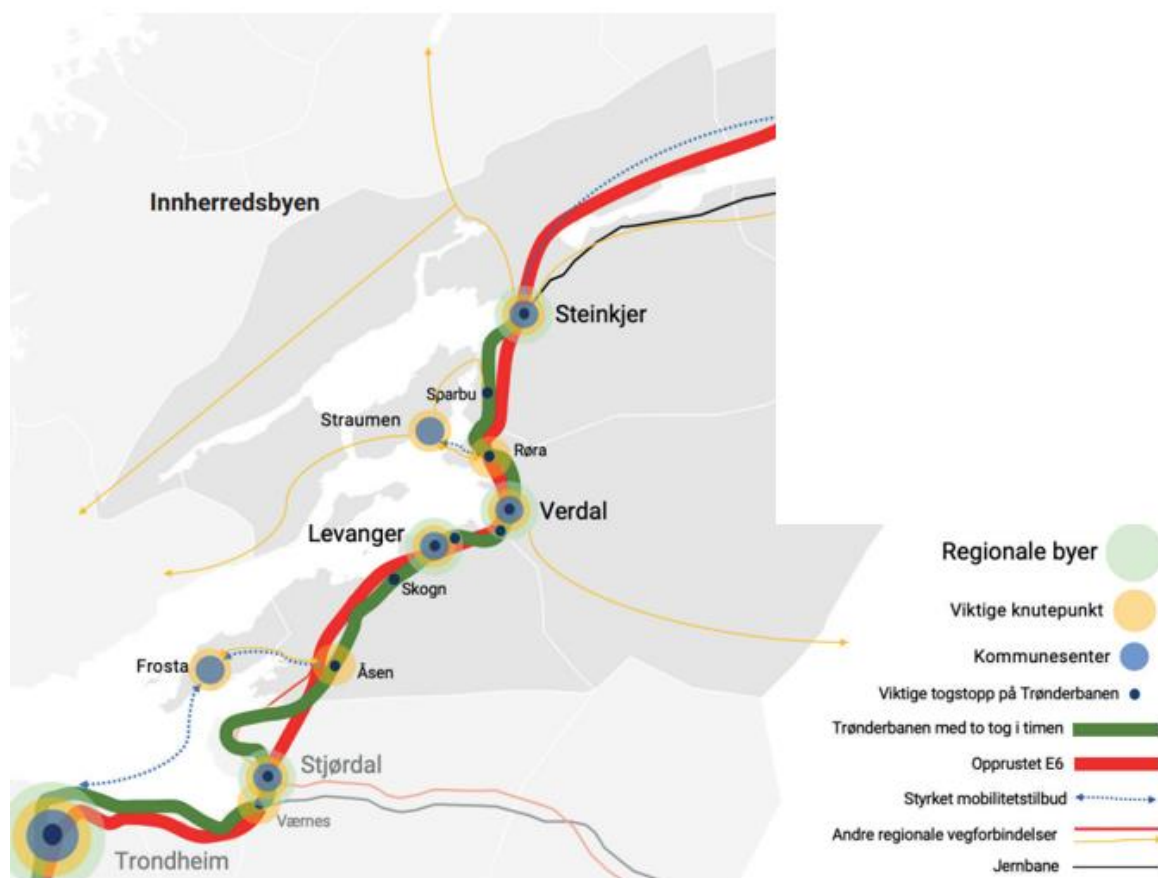 Innherredsbyen
Steinkjer
Sparbu
Straumen
Røra
Verdal
Levanger
Skogn
Frosta
Åsen
Stjørdal
Værnes
Trondheim
Regionale byer
Viktige knutepunkt
Kommunesenter
Viktige togstopp på Trønderbanen
Trønderbanen med to tog i timen
Opprustet E6
Styrket mobilitetstilbud
Andre regionale vegforbindelser
Jernbane